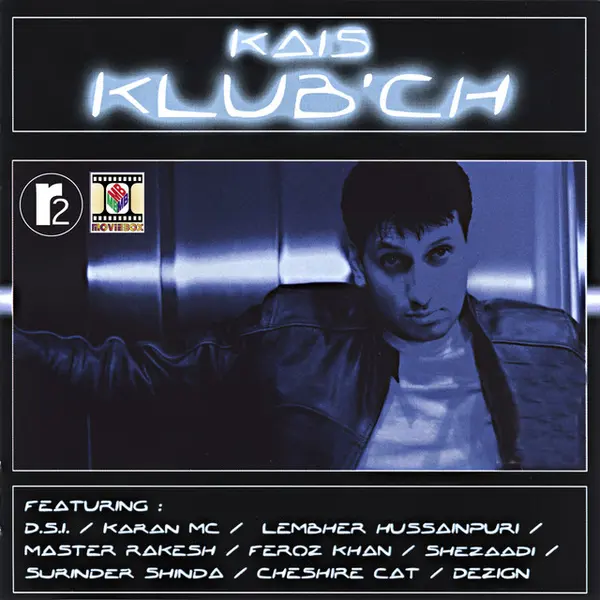 KAIS
KLUB'CH
r2
MB
MOVIEBOX
FEATURING :
D.S.I. / KARAN MC / LEMBHER HUSSAINPURI /
MASTER RAKESH / FEROZ KHAN / SHEZAADI /
SURINDER SHINDA / CHESHIRE CAT / DEZIGN